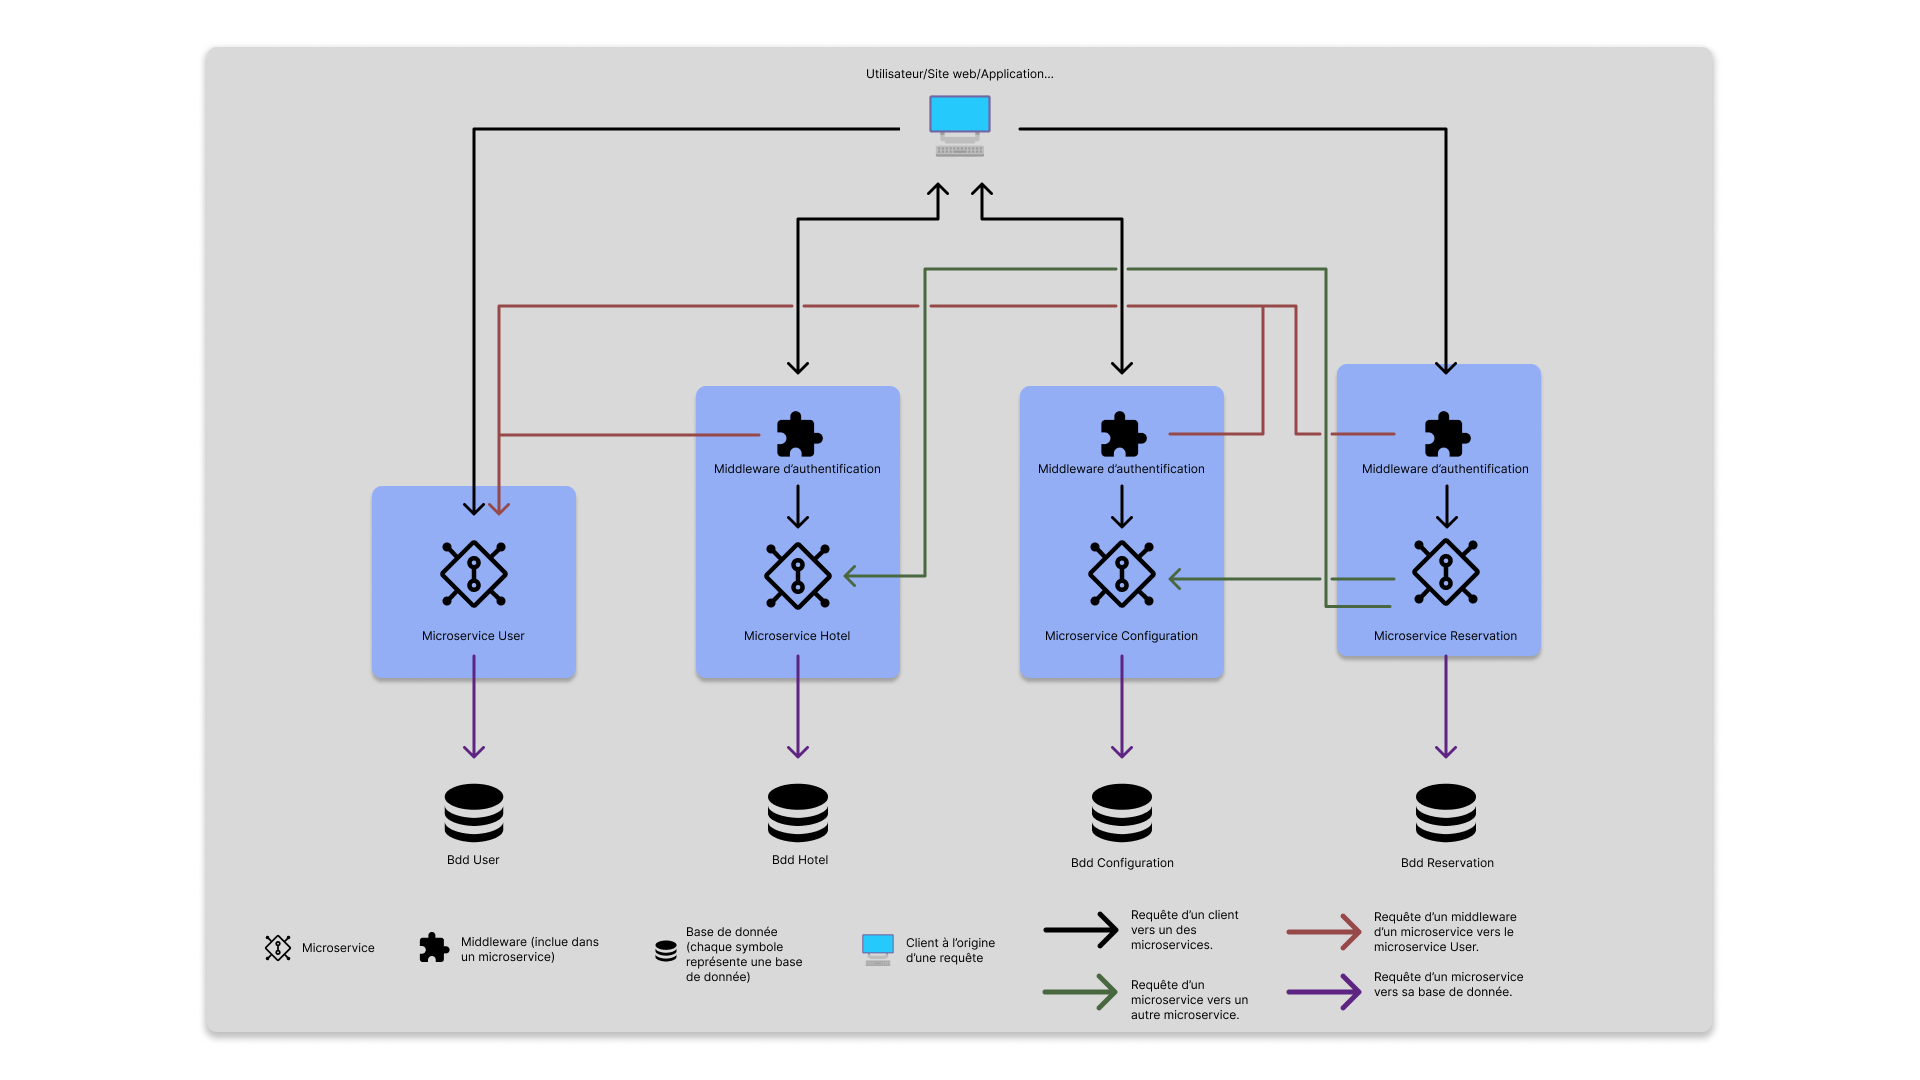 Utilisateur/Site web/Application...
Middleware d'authentification
Middleware d'authentification
Middleware d'authentification
Microservice User
Microservice Hotel
Microservice Configuration
Microservice Reservation
Bdd User
Bdd Hotel
Bdd Configuration
Bdd Reservation
Microservice
Middleware (inclue dans
un microservice)
Base de donnée
(chaque symbole
représente une base
de donnée)
Client à l'origine
d'une requête
Requête d'un client
vers un des
microservices.
Requête d'un
microservice vers un
autre microservice.
Requête d'un middleware
d'un microservice vers le
microservice User.
Requête d'un microservice
vers sa base de donnée.